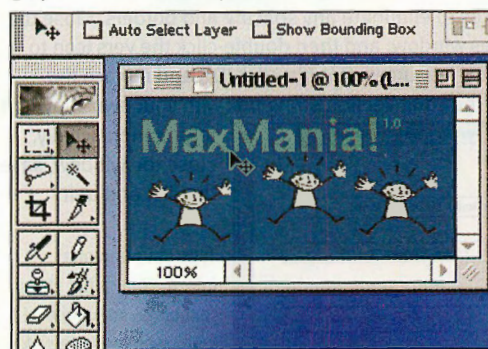 Auto Select Layer Show Bounding Box
Untitled-1 @ 100% (L...
MaxMania! 1.0
100%